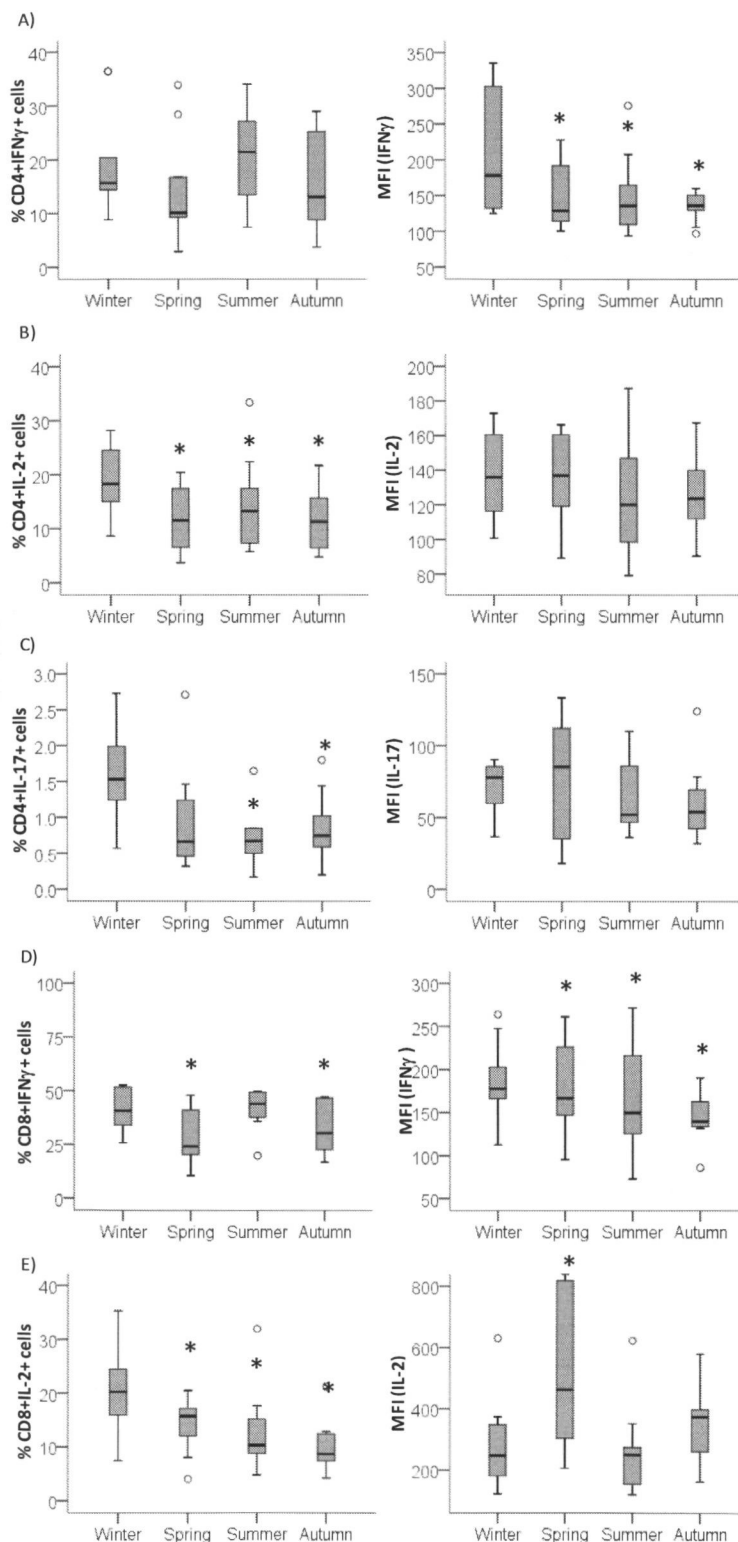 A)
% CD4+IFNγ+ cells
40
30
20
10
0
Winter Spring Summer Autumn
MFI (IFNγ)
350
300
250
200
150
100
50
* * *
Winter Spring Summer Autumn
B)
% CD4+IL-2+ cells
40
30
20
10
0
* * *
Winter Spring Summer Autumn
MFI (IL-2)
200
180
160
140
120
100
80
Winter Spring Summer Autumn
C)
% CD4+IL-17+ cells
3.0
2.5
2.0
1.5
1.0
0.5
0.0
* *
Winter Spring Summer Autumn
MFI (IL-17)
150
100
50
0
Winter Spring Summer Autumn
D)
% CD8+IFNγ+ cells
100
75
50
25
0
* *
Winter Spring Summer Autumn
MFI (IFNγ )
300
250
200
150
100
50
* * *
Winter Spring Summer Autumn
E)
% CD8+IL-2+ cells
40
30
20
10
0
* * *
Winter Spring Summer Autumn
MFI (IL-2)
800
600
400
200
*
Winter Spring Summer Autumn